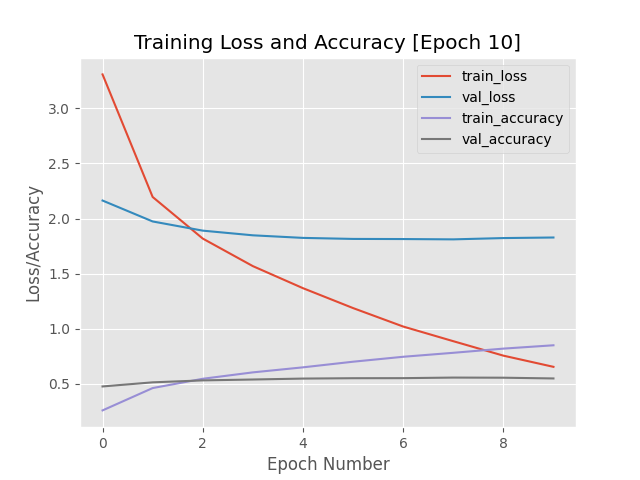 Training Loss and Accuracy [Epoch 10]
train_loss
val_loss
train_accuracy
val_accuracy
3.0
2.5
2.0
1.5
1.0
0.5
Loss/Accuracy
0 2 4 6 8
Epoch Number